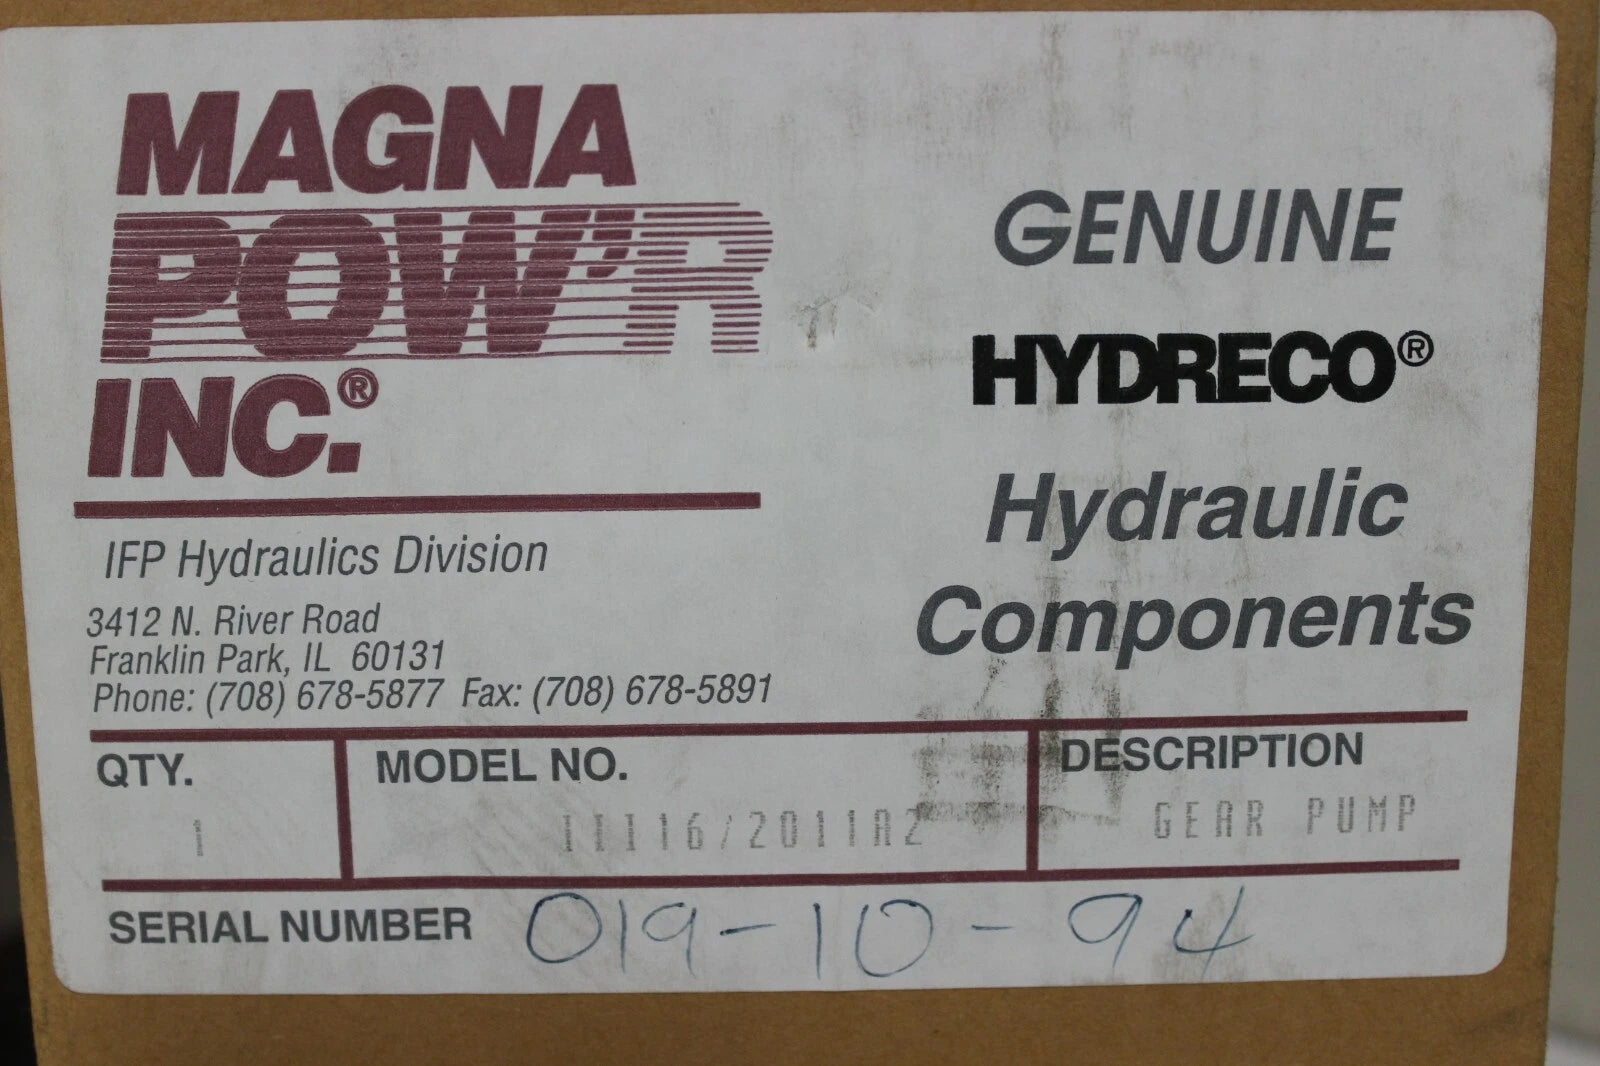 MAGNA
POW'R
INC.®
IFP Hydraulics Division
3412 N. River Road
Franklin Park, IL 60131
Phone: (708) 678-5877 Fax: (708) 678-5891
GENUINE
HYDRECO®
Hydraulic
Components
QTY.
1
MODEL NO.
DESCRIPTION
GEAR PUMP
SERIAL NUMBER 019-10-94